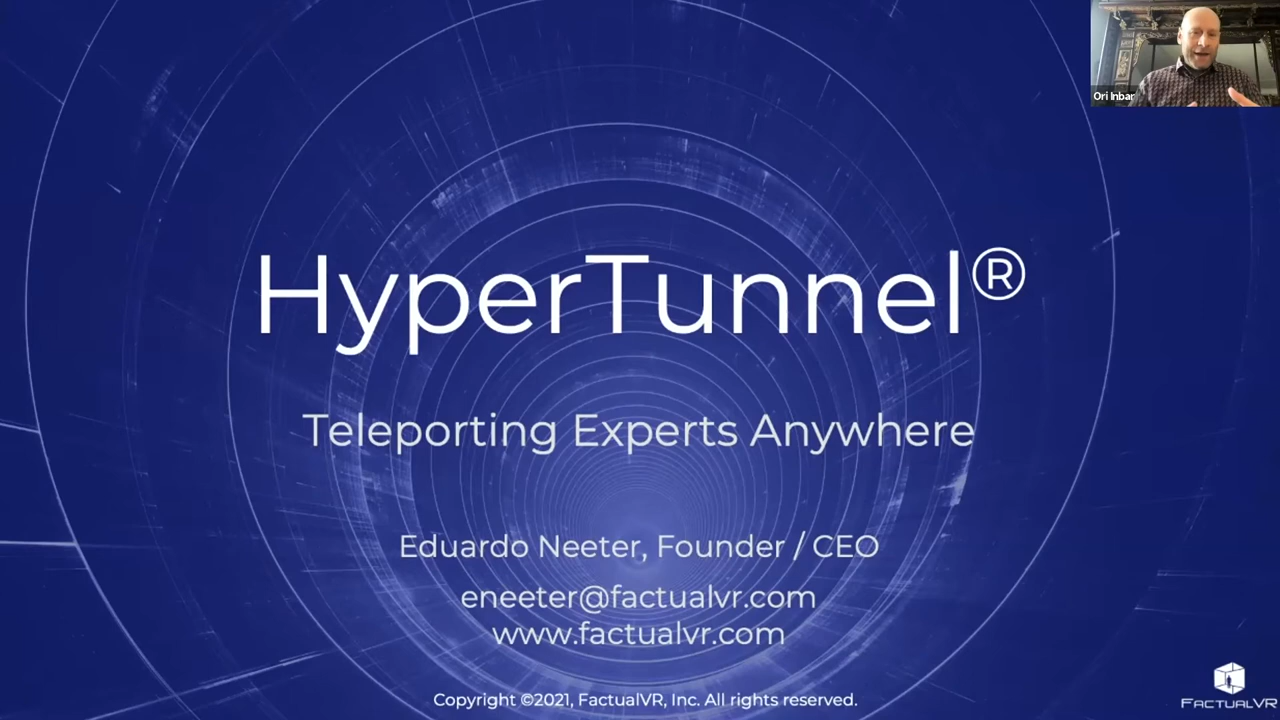 Ori Inbar
HyperTunnel®
Teleporting Experts Anywhere
Eduardo Neeter, Founder / CEO
eneeter@factualvr.com
www.factualvr.com
Copyright ©2021, FactualVR, Inc. All rights reserved.
FACTUALVR